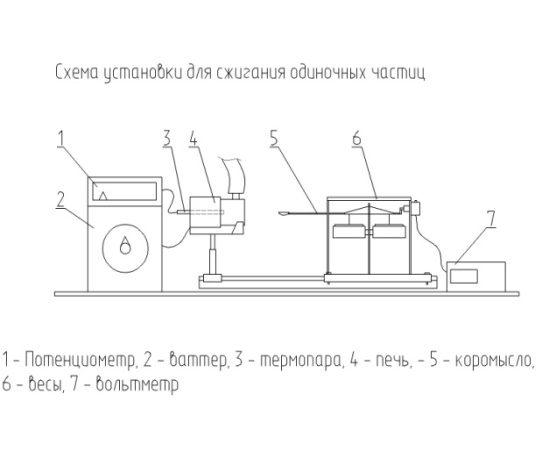 Схема установки для сжигания одиночных частиц
1
2
3
4
5
6
7
1 - Потенциометр, 2 - ваттер, 3 - термопара, 4 - печь, - 5 - коромысло,
6 - весы, 7 - вольтметр